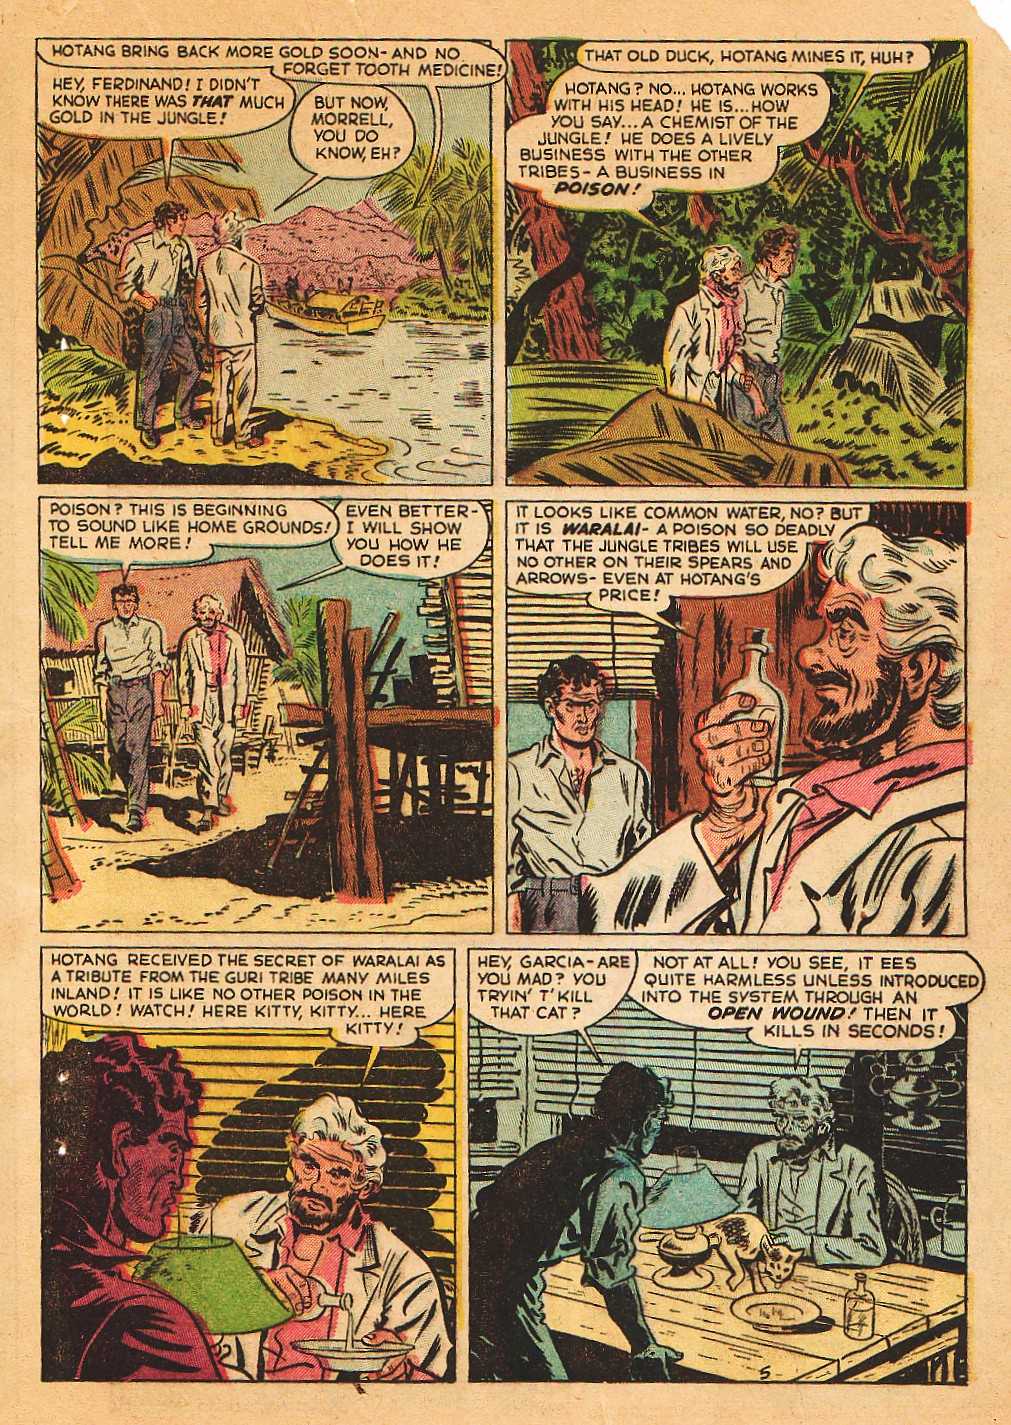 HOTANG BRING BACK MORE GOLD SOON- AND NO
FORGET TOOTH MEDICINE!
HEY, FERDINAND! I DIDN'T
KNOW THERE WAS THAT MUCH
GOLD IN THE JUNGLE!
BUT NOW,
MORRELL,
YOU DO
KNOW, EH?
THAT OLD DUCK, HOTANG MINES IT, HUH?
HOTANG? NO... HOTANG WORKS
WITH HIS HEAD! HE IS...HOW
YOU SAY...A CHEMIST OF THE
JUNGLE! HE DOES A LIVELY
BUSINESS WITH THE OTHER
TRIBES- A BUSINESS IN
POISON!
POISON? THIS IS BEGINNING
TO SOUND LIKE HOME GROUNDS!
TELL ME MORE!
EVEN BETTER-
I WILL SHOW
YOU HOW HE
DOES IT!
IT LOOKS LIKE COMMON WATER, NO? BUT
IT IS WARALAI- A POISON SO DEADLY
THAT THE JUNGLE TRIBES WILL USE
NO OTHER ON THEIR SPEARS AND
ARROWS- EVEN AT HOTANG'S
PRICE!
HOTANG RECEIVED THE SECRET OF WARALAI AS
A TRIBUTE FROM THE GURI TRIBE MANY MILES
INLAND! IT IS LIKE NO OTHER POISON IN THE
WORLD! WATCH! HERE KITTY, KITTY... HERE
KITTY!
HEY, GARCIA-ARE
YOU MAD? YOU
TRYIN' T' KILL
THAT CAT?
NOT AT ALL! YOU SEE, IT EES
QUITE HARMLESS UNLESS INTRODUCED
INTO THE SYSTEM THROUGH AN
OPEN WOUND! THEN IT
KILLS IN SECONDS!
5